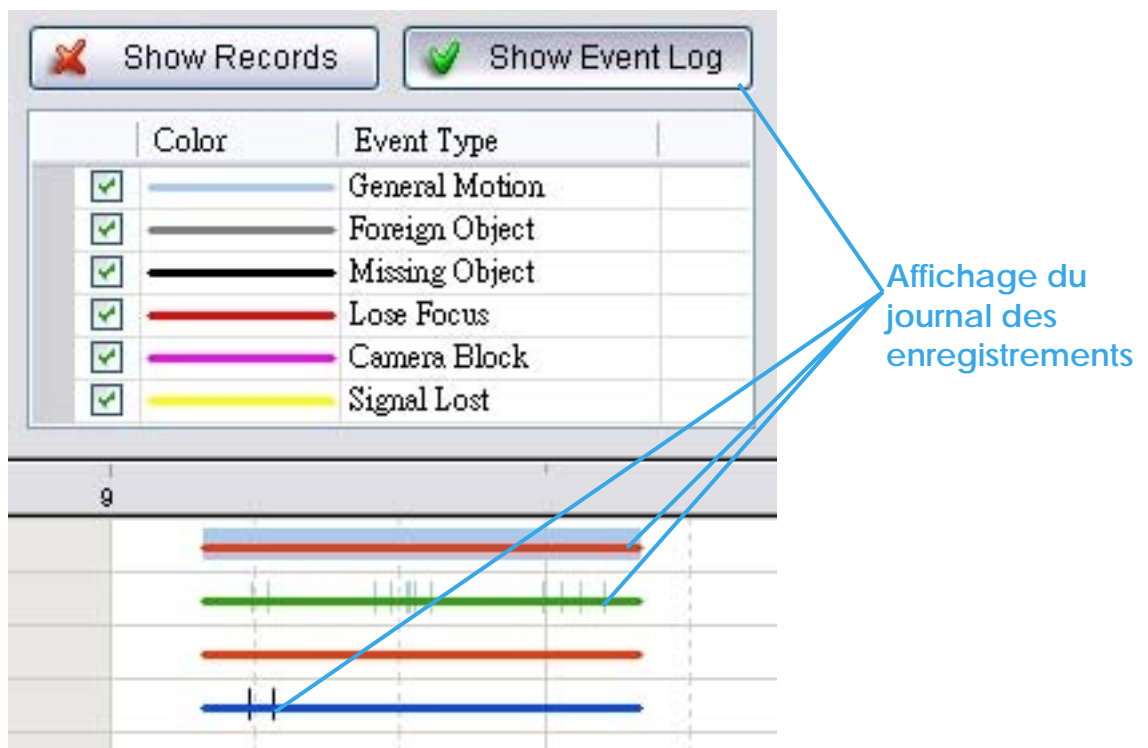 Show Records
Show Event Log
Color Event Type
General Motion
Foreign Object
Missing Object
Lose Focus
Camera Block
Signal Lost
Affichage du
journal des
enregistrements
9